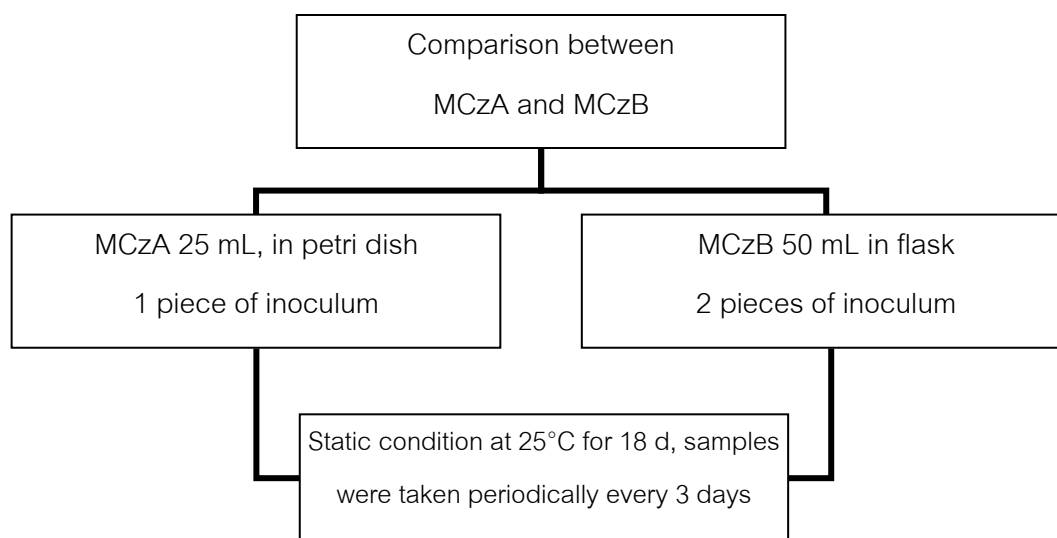 Comparison between
MCzA and MCzB
MCzA 25 mL, in petri dish
1 piece of inoculum
MCzB 50 mL in flask
2 pieces of inoculum
Static condition at 25°C for 18 d, samples
were taken periodically every 3 days